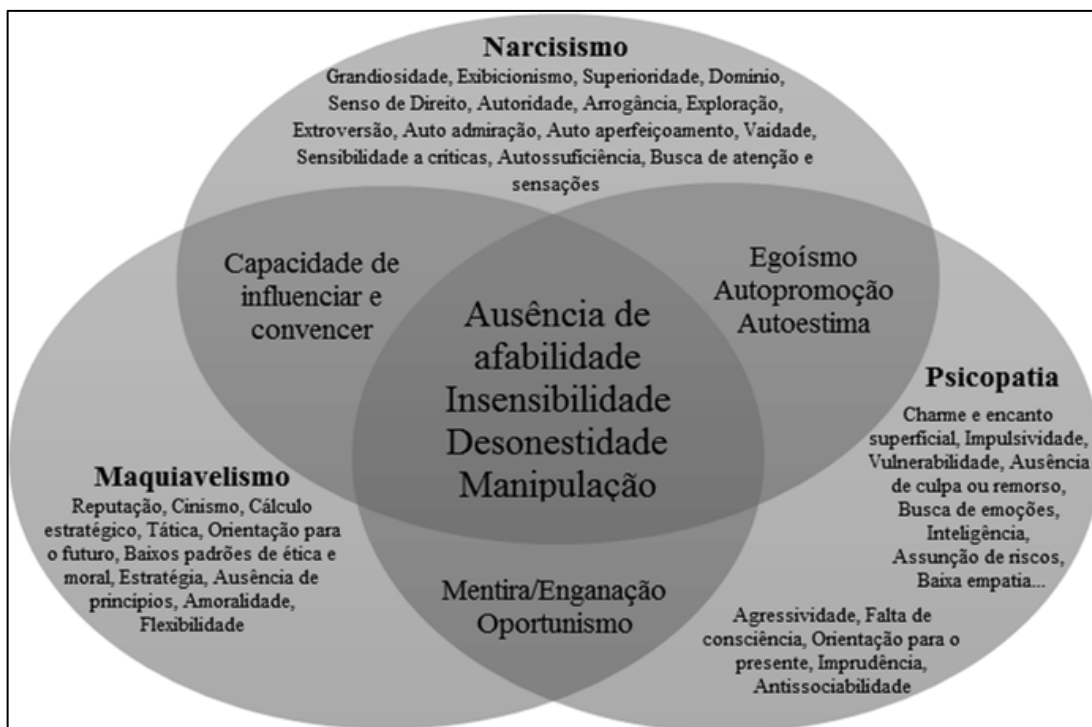 Narcisismo
Grandiosidade, Exibicionismo, Superioridade, Domínio,
Senso de Direito, Autoridade, Arrogância, Exploração,
Extroversão, Auto admiração, Auto aperfeiçoamento, Vaidade,
Sensibilidade a críticas, Autossuficiência, Busca de atenção e
sensações
Capacidade de
influenciar e
convencer
Egoísmo
Autopromoção
Autoestima
Ausência de
afabilidade
Insensibilidade
Desonestidade
Manipulação
Maquiavelismo
Reputação, Cinismo, Cálculo
estratégico, Tática, Orientação para
o futuro, Baixos padrões de ética e
moral, Estratégia, Ausência de
princípios, Amoralidade,
Flexibilidade
Psicopatia
Charme e encanto
superficial, Impulsividade,
Vulnerabilidade, Ausência
de culpa ou remorso,
Busca de emoções,
Inteligência,
Assunção de riscos,
Baixa empatia...
Mentira/Enganação
Oportunismo
Agressividade, Falta de
consciência, Orientação para o
presente, Imprudência,
Antissociabilidade